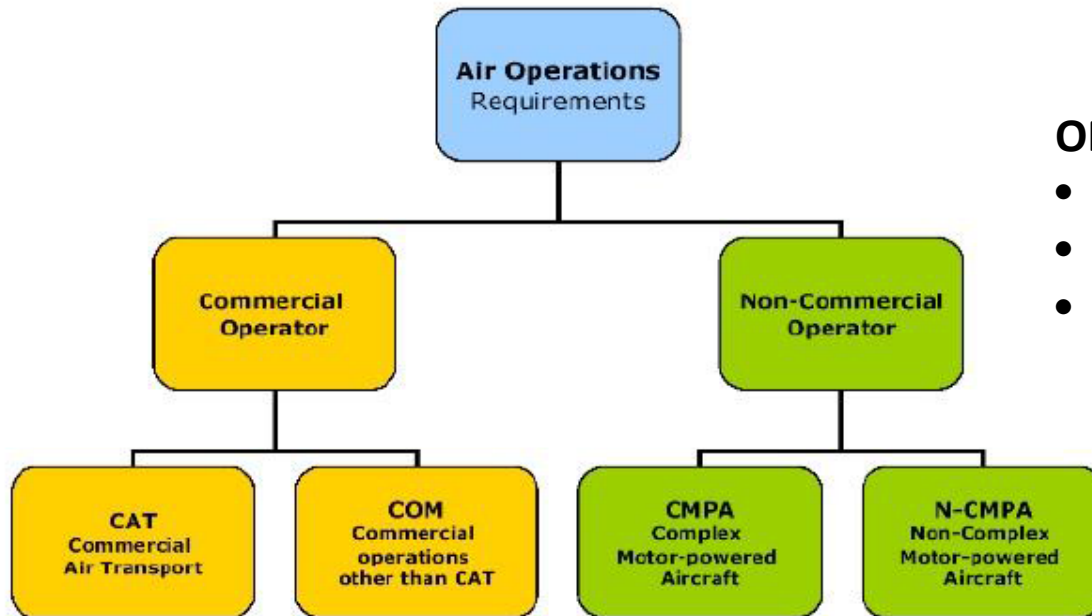 Air Operations
Requirements
Commercial
Operator
Non-Commercial
Operator
CAT
Commercial
Air Transport
COM
Commercial
operations
other than CAT
CMPA
Complex
Motor-powered
Aircraft
N-CMPA
Non-Complex
Motor-powered
Aircraft
•
•
•